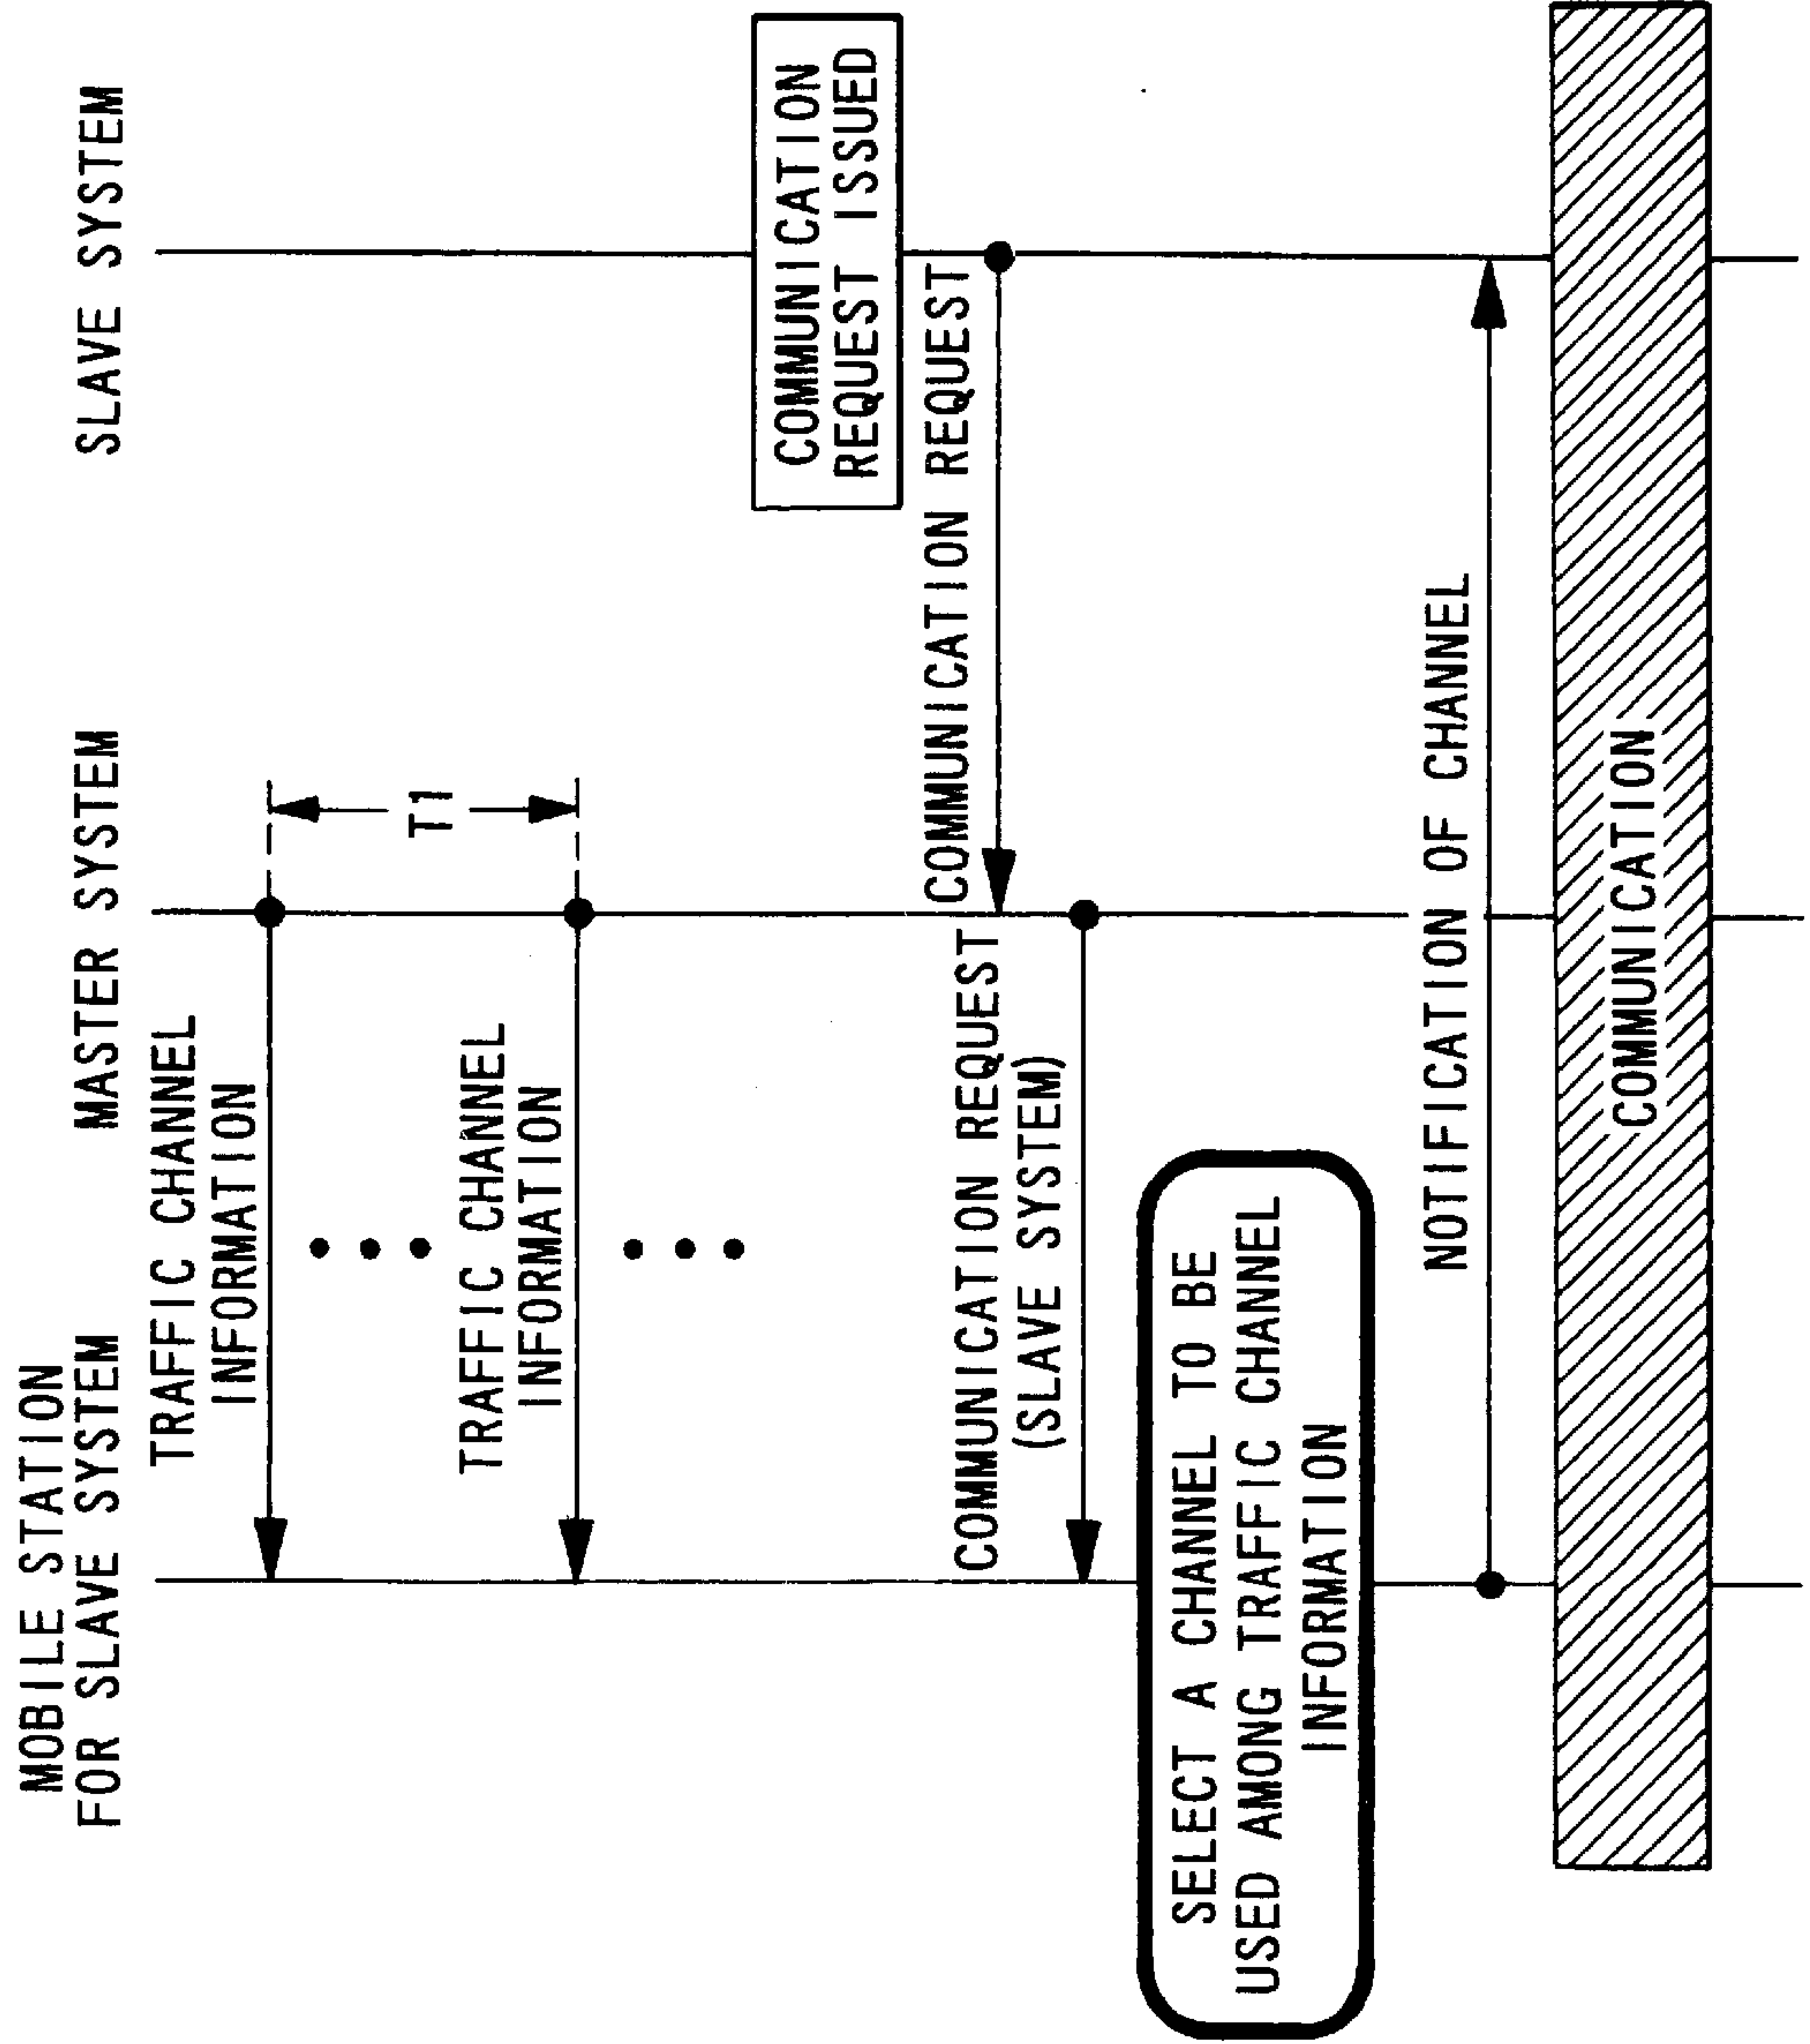 MOBILE STATION
FOR SLAVE SYSTEM
MASTER SYSTEM
SLAVE SYSTEM
TRAFFIC CHANNEL
INFORMATION
T1
TRAFFIC CHANNEL
INFORMATION
COMMUNICATION
REQUEST ISSUED
COMMUNICATION REQUEST
COMMUNICATION REQUEST
(SLAVE SYSTEM)
SELECT A CHANNEL TO BE
USED AMONG TRAFFIC CHANNEL
INFORMATION
NOTIFICATION OF CHANNEL
COMMUNICATION